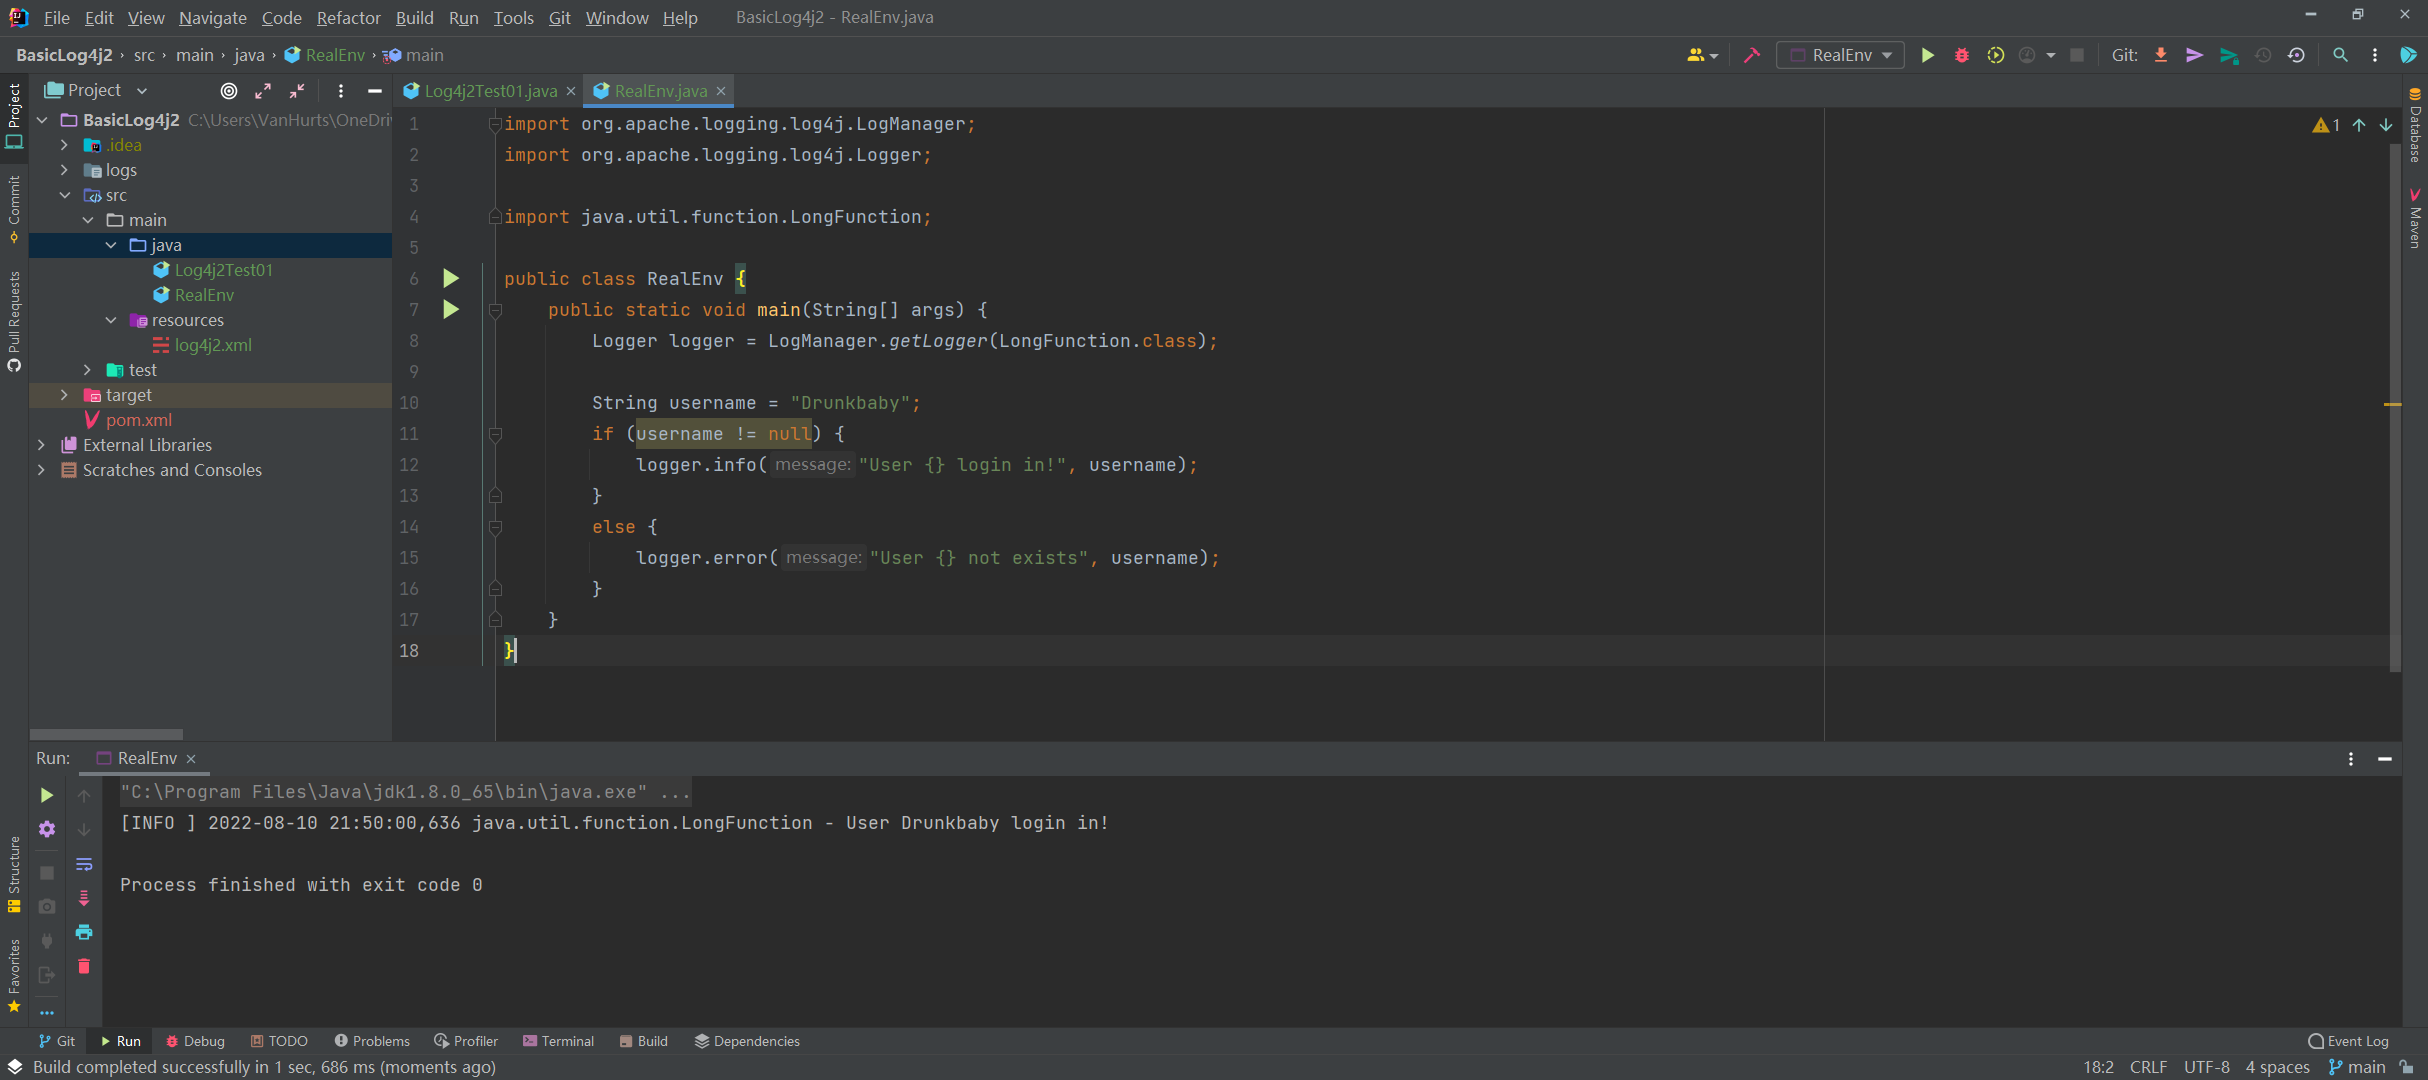 File Edit View Navigate Code Refactor Build Run Tools Git Window Help BasicLog4j2 - RealEnv.java
BasicLog4j2 › src › main › java › RealEnv › main RealEnv Git:
Project
Log4j2Test01.java RealEnv.java
BasicLog4j2 C:\Users\VanHurts\OneDri
.idea
logs
src
main
java
Log4j2Test01
RealEnv
resources
log4j2.xml
test
target
pom.xml
External Libraries
Scratches and Consoles
Project
Commit
Pull Requests
Structure
Favorites
1 import org.apache.logging.log4j.LogManager;
2 import org.apache.logging.log4j.Logger;
3
4 import java.util.function.LongFunction;
5
6 public class RealEnv {
7 public static void main(String[] args) {
8 Logger logger = LogManager.getLogger(LongFunction.class);
9
10 String username = "Drunkbaby";
11 if (username != null) {
12 logger.info( message: "User {} login in!", username);
13 }
14 else {
15 logger.error( message: "User {} not exists", username);
16 }
17 }
18 }
1
Database
Maven
Run: RealEnv
"C:\Program Files\Java\jdk1.8.0_65\bin\java.exe" ...
[INFO ] 2022-08-10 21:50:00,636 java.util.function.LongFunction - User Drunkbaby login in!
Process finished with exit code 0
Git Run Debug TODO Problems Profiler Terminal Build Dependencies Event Log
Build completed successfully in 1 sec, 686 ms (moments ago) 18:2 CRLF UTF-8 4 spaces main